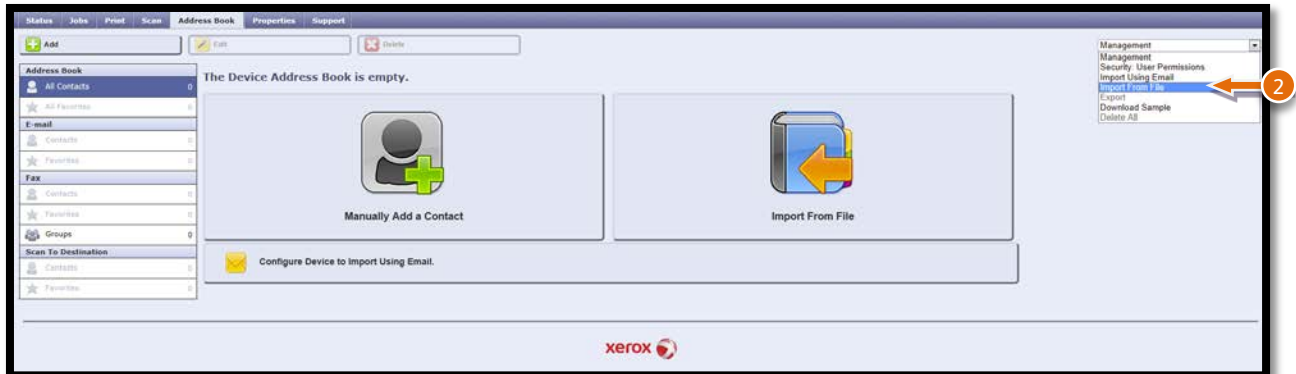 Status Jobs Print Scan Address Book Properties Support
Add Edit Delete
Management
Management
Security: User Permissions
Import Using Email
Import From File
Export
Download Sample
Delete All
2
Address Book
All Contacts 0
All Favorites 0
E-mail
Contacts 0
Favorites 0
Fax
Contacts 0
Favorites 0
Groups 0
Scan To Destination
Contacts 0
Favorites 0
The Device Address Book is empty.
Manually Add a Contact
Import From File
Configure Device to Import Using Email.
xerox